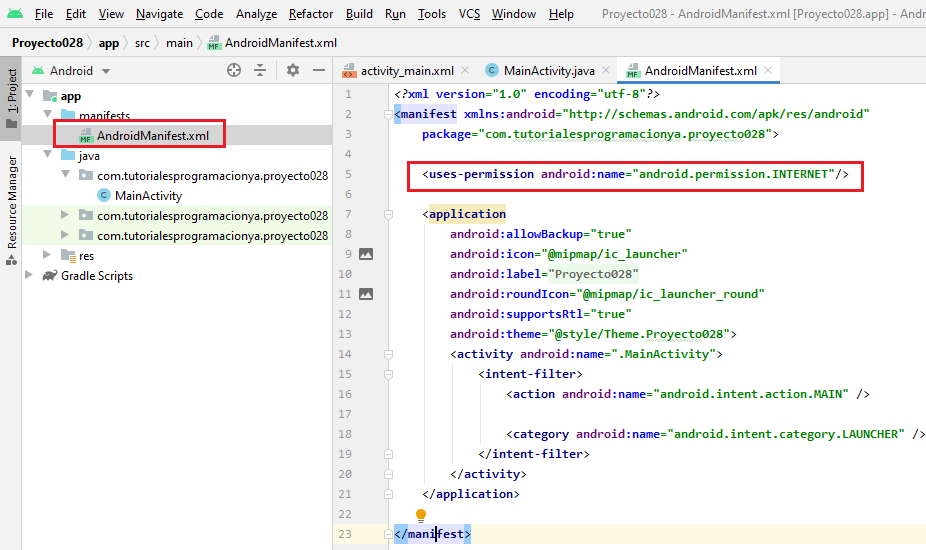 File Edit View Navigate Code Analyze Refactor Build Run Tools VCS Window Help Proyecto028 - AndroidManifest.xml [Proyecto028.app] - Andro
Proyecto028 app src main AndroidManifest.xml
1: Project
Resource Manager
Android
app
manifests
AndroidManifest.xml
java
com.tutorialesprogramacionya.proyecto028
MainActivity
com.tutorialesprogramacionya.proyecto028
com.tutorialesprogramacionya.proyecto028
res
Gradle Scripts
activity_main.xml MainActivity.java AndroidManifest.xml
1 <?xml version="1.0" encoding="utf-8"?>
2 <manifest xmlns:android="http://schemas.android.com/apk/res/android"
3 package="com.tutorialesprogramacionya.proyecto028">
4
5 <uses-permission android:name="android.permission.INTERNET"/>
6
7 <application
8 android:allowBackup="true"
9 android:icon="@mipmap/ic_launcher"
10 android:label="Proyecto028"
11 android:roundIcon="@mipmap/ic_launcher_round"
12 android:supportsRtl="true"
13 android:theme="@style/Theme.Proyecto028">
14 <activity android:name=".MainActivity">
15 <intent-filter>
16 <action android:name="android.intent.action.MAIN" />
17
18 <category android:name="android.intent.category.LAUNCHER" />
19 </intent-filter>
20 </activity>
21 </application>
22
23 </manifest>